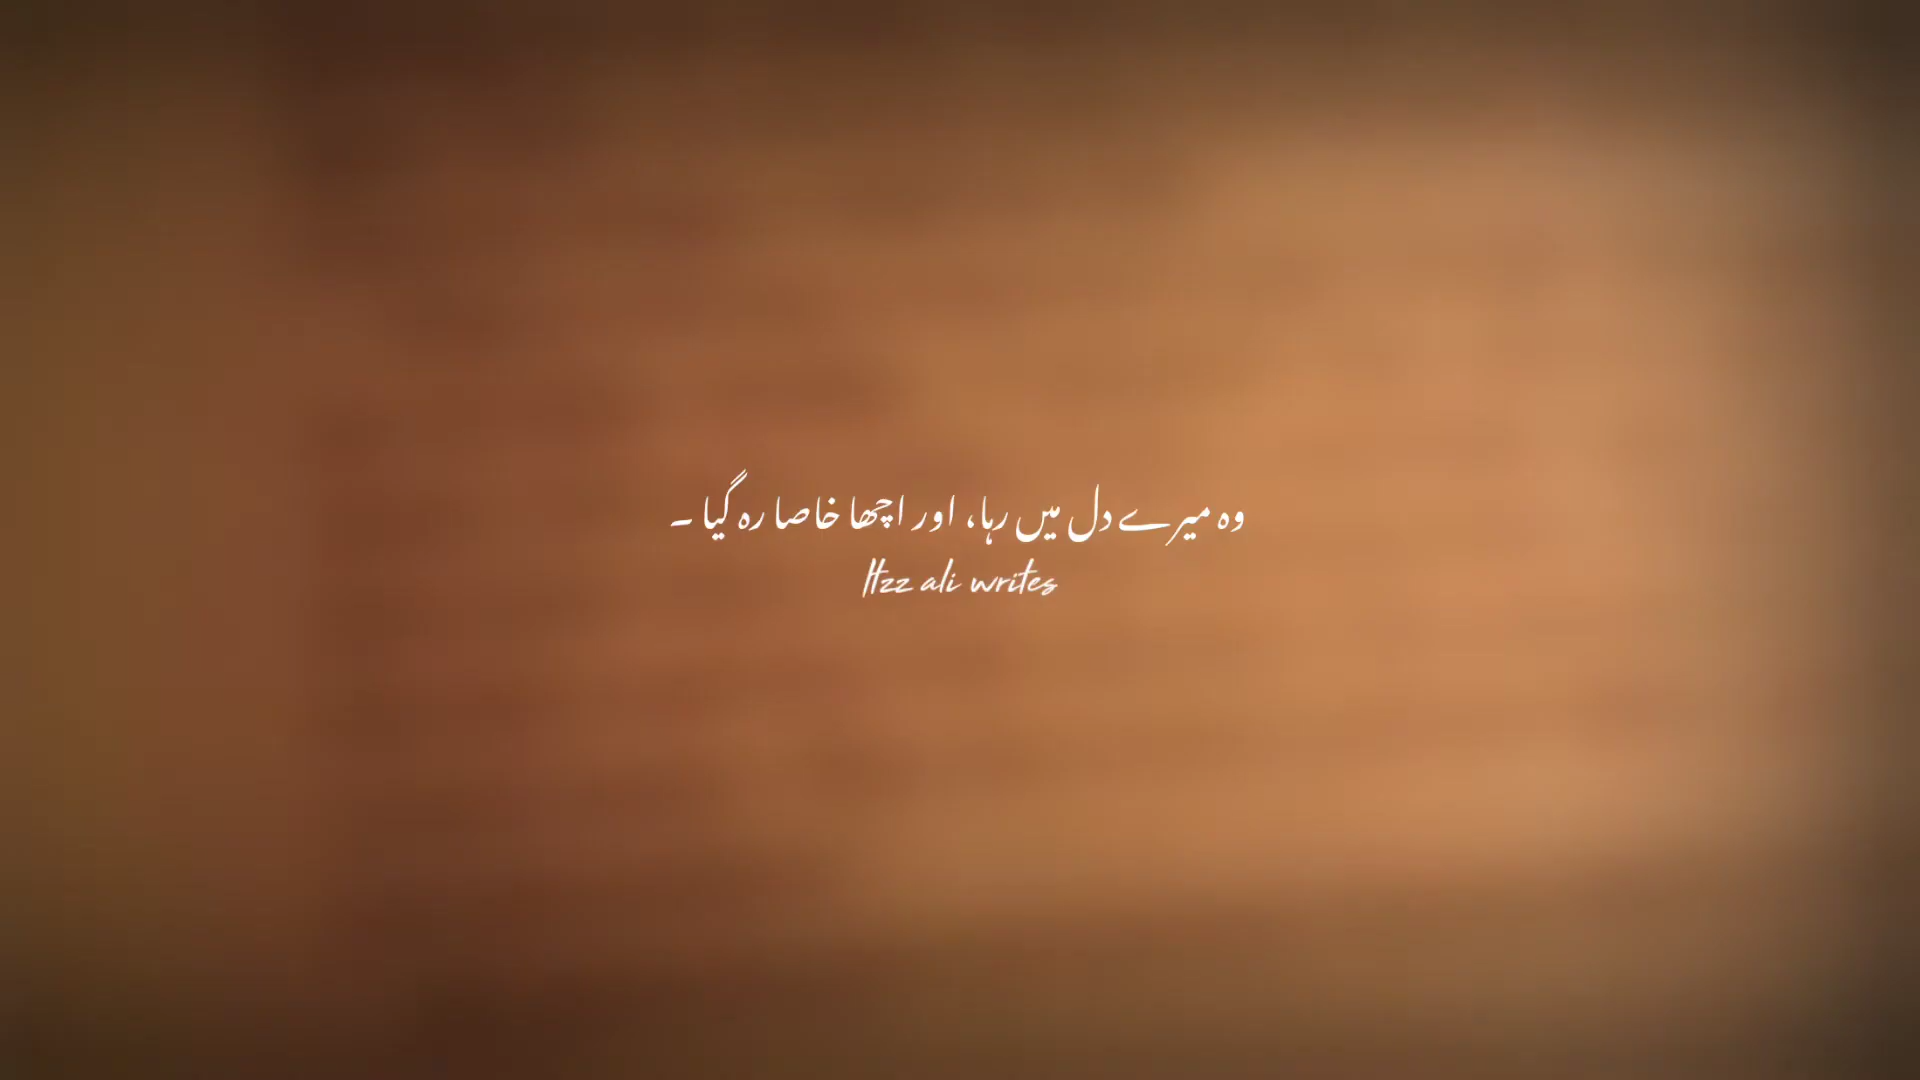 وہ میرے دل میں رہا، اور اچھا خاصا رہ گیا ۔
Itzz ali writes